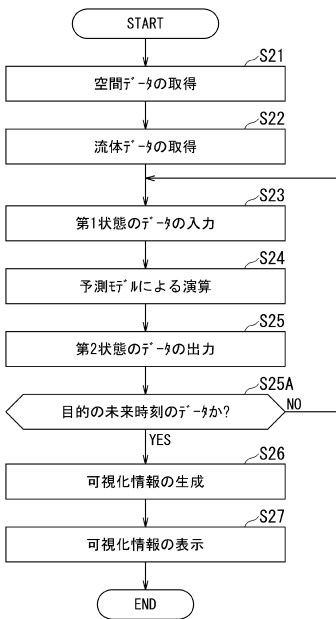 START
S21
空間データの取得
S22
流体データの取得
S23
第1状態のデータの入力
S24
予測モデルによる演算
S25
第2状態のデータの出力
S25A
目的の未来時刻のデータか?
NO
YES
S26
可視化情報の生成
S27
可視化情報の表示
END